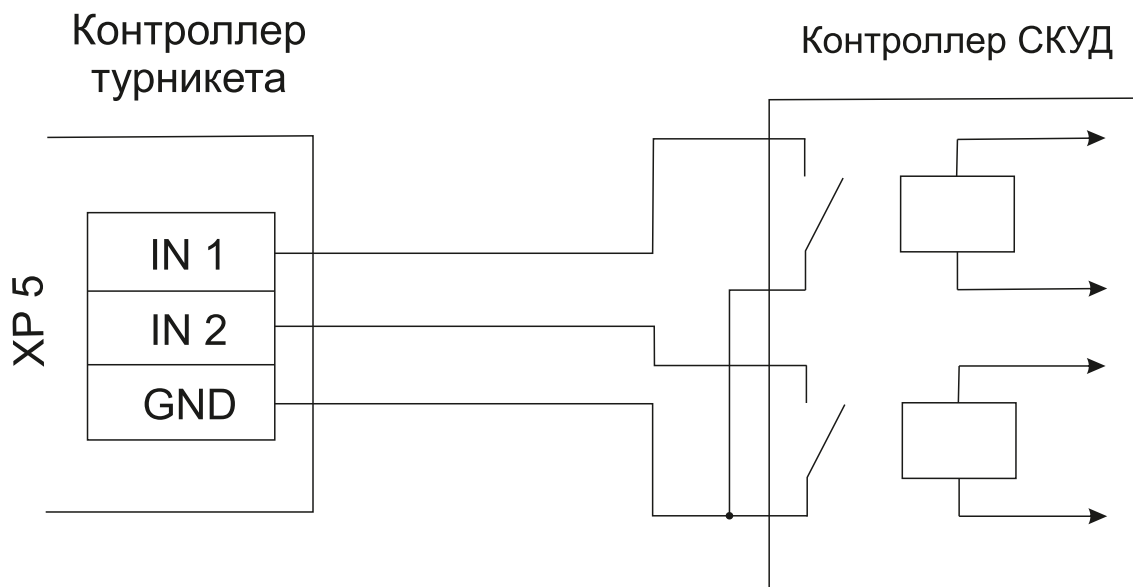 Контроллер
турникета
Контроллер СКУД
XP 5
IN 1
IN 2
GND